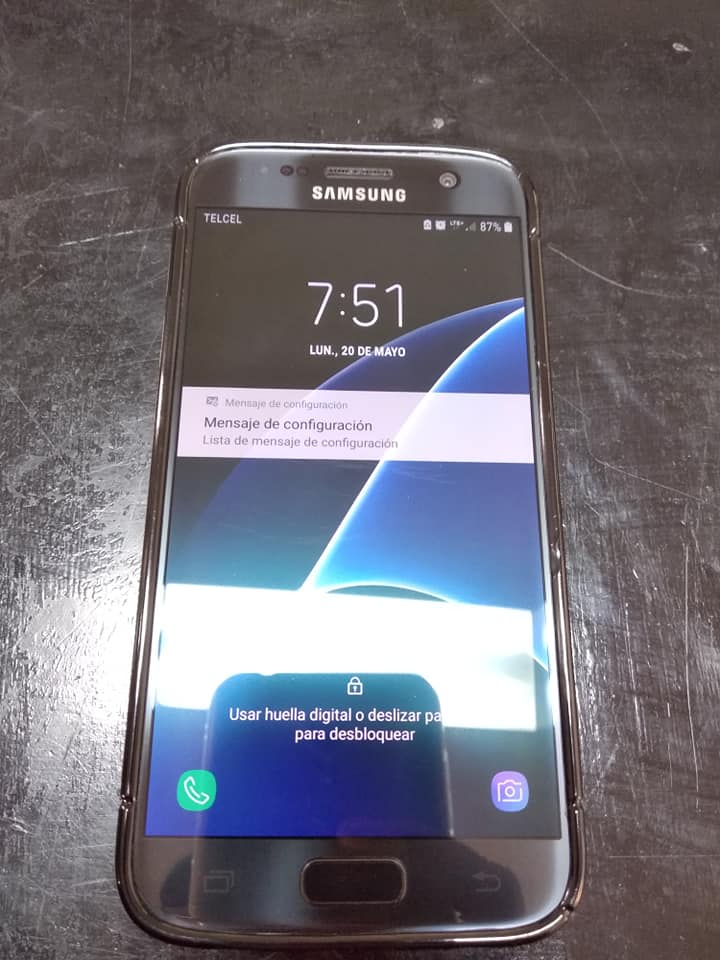 SAMSUNG
TELCEL
LTE+ 87%
7:51
LUN., 20 DE MAYO
Mensaje de configuración
Mensaje de configuración
Lista de mensaje de configuración
Usar huella digital o deslizar pa
para desbloquear